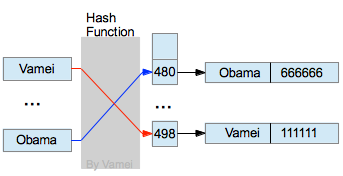 Hash
Function
Vamei
480
Obama 666666
...
...
Obama
498
Vamei 111111
By Vamei